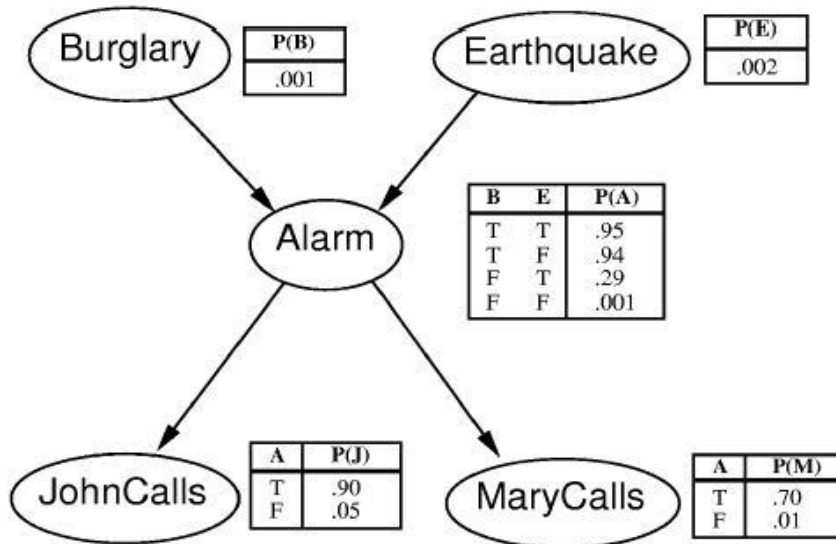 Burglary
P(B)
.001
Earthquake
P(E)
.002
Alarm
B E P(A)
T T .95
T F .94
F T .29
F F .001
JohnCalls
A P(J)
T .90
F .05
MaryCalls
A P(M)
T .70
F .01